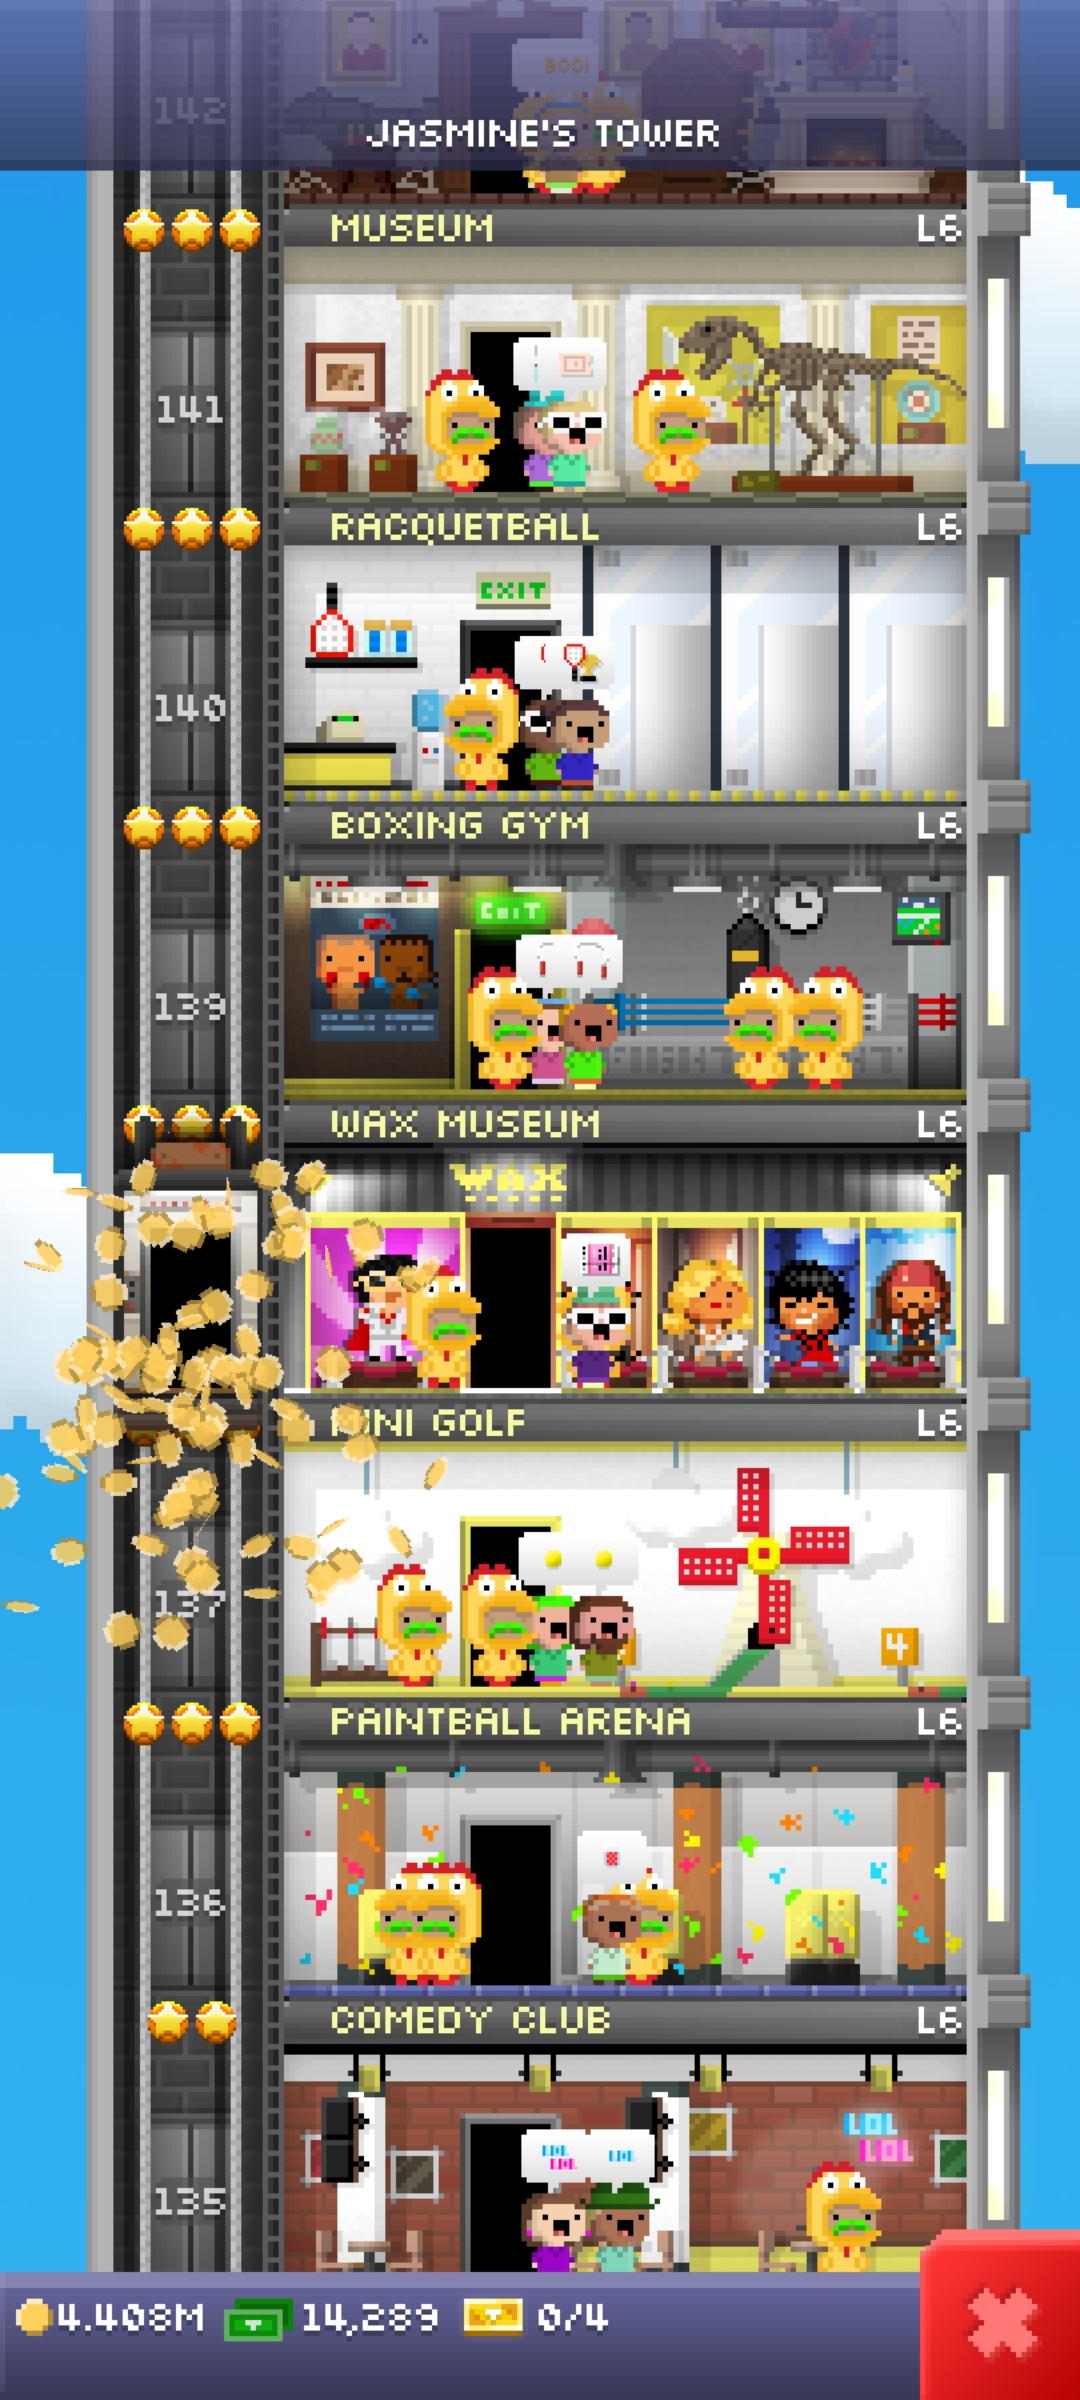 142
BOO!
JASMINE'S TOWER
MUSEUM L6
141
RACQUETBALL L6
EXIT
140
BOXING GYM L6
EXIT
139
WAX MUSEUM L6
WAX
MINI GOLF L6
137
4
PAINTBALL ARENA L6
136
COMEDY CLUB L6
LOL
LOL
LOL
LOL
LOL
135
4.408M 14,289 0/4